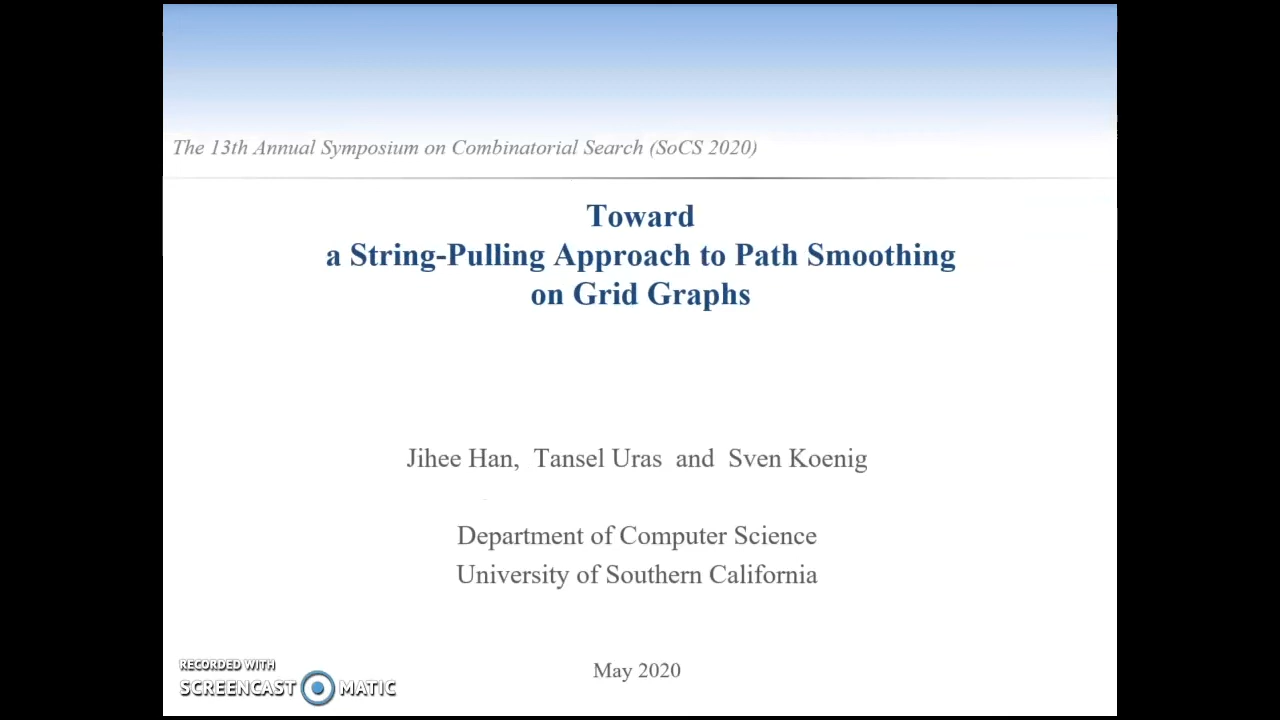 The 13th Annual Symposium on Combinatorial Search (SoCS 2020)
Toward
a String-Pulling Approach to Path Smoothing
on Grid Graphs
Jihee Han, Tansel Uras and Sven Koenig
Department of Computer Science
University of Southern California
May 2020
RECORDED WITH
SCREENCAST MATIC